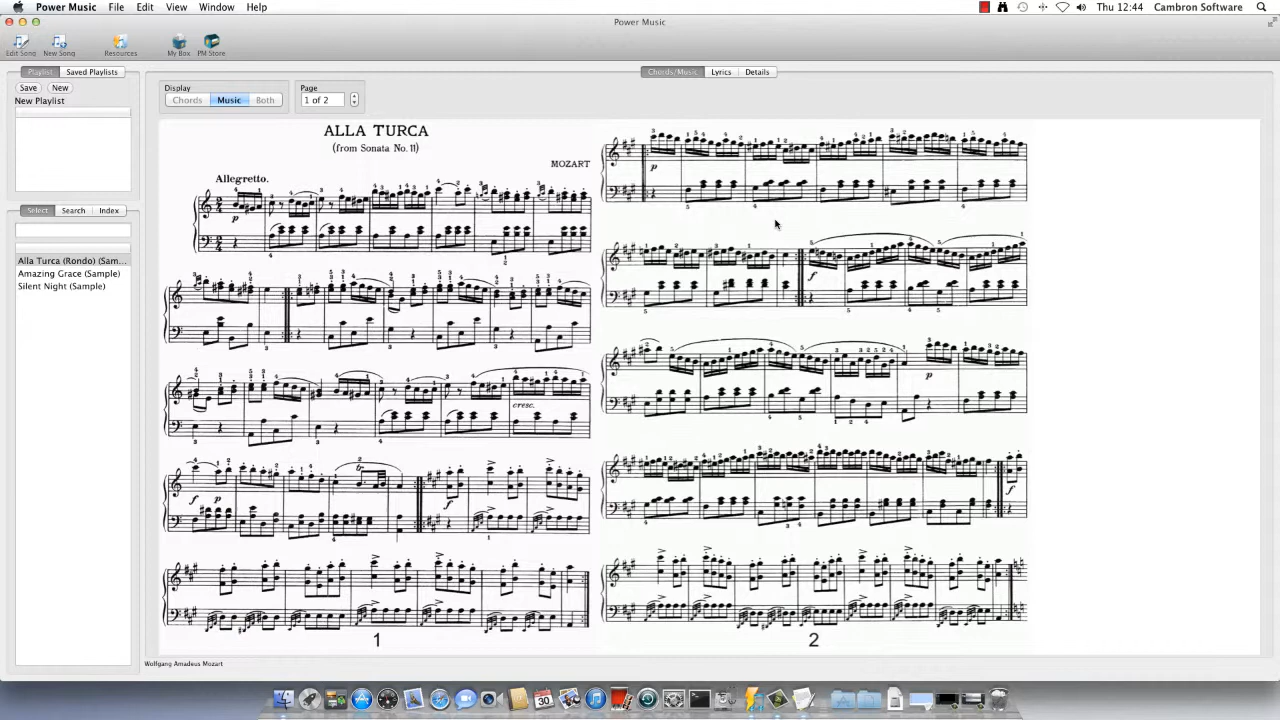 Power Music File Edit View Window Help
Thu 12:44 Cambron Software
Power Music
Edit Song New Song Resources My Box PM Store
Playlist Saved Playlists
Chords/Music Lyrics Details
Save New
New Playlist
Display
Chords Music Both
Page
1 of 2
Select Search Index
Alla Turca (Rondo) (Sam...
Amazing Grace (Sample)
Silent Night (Sample)
ALLA TURCA
(from Sonata No. 11)
MOZART
Allegretto.
p
cresc.
f p
tr
f
1
p
f
p
f
2
Wolfgang Amadeus Mozart
30